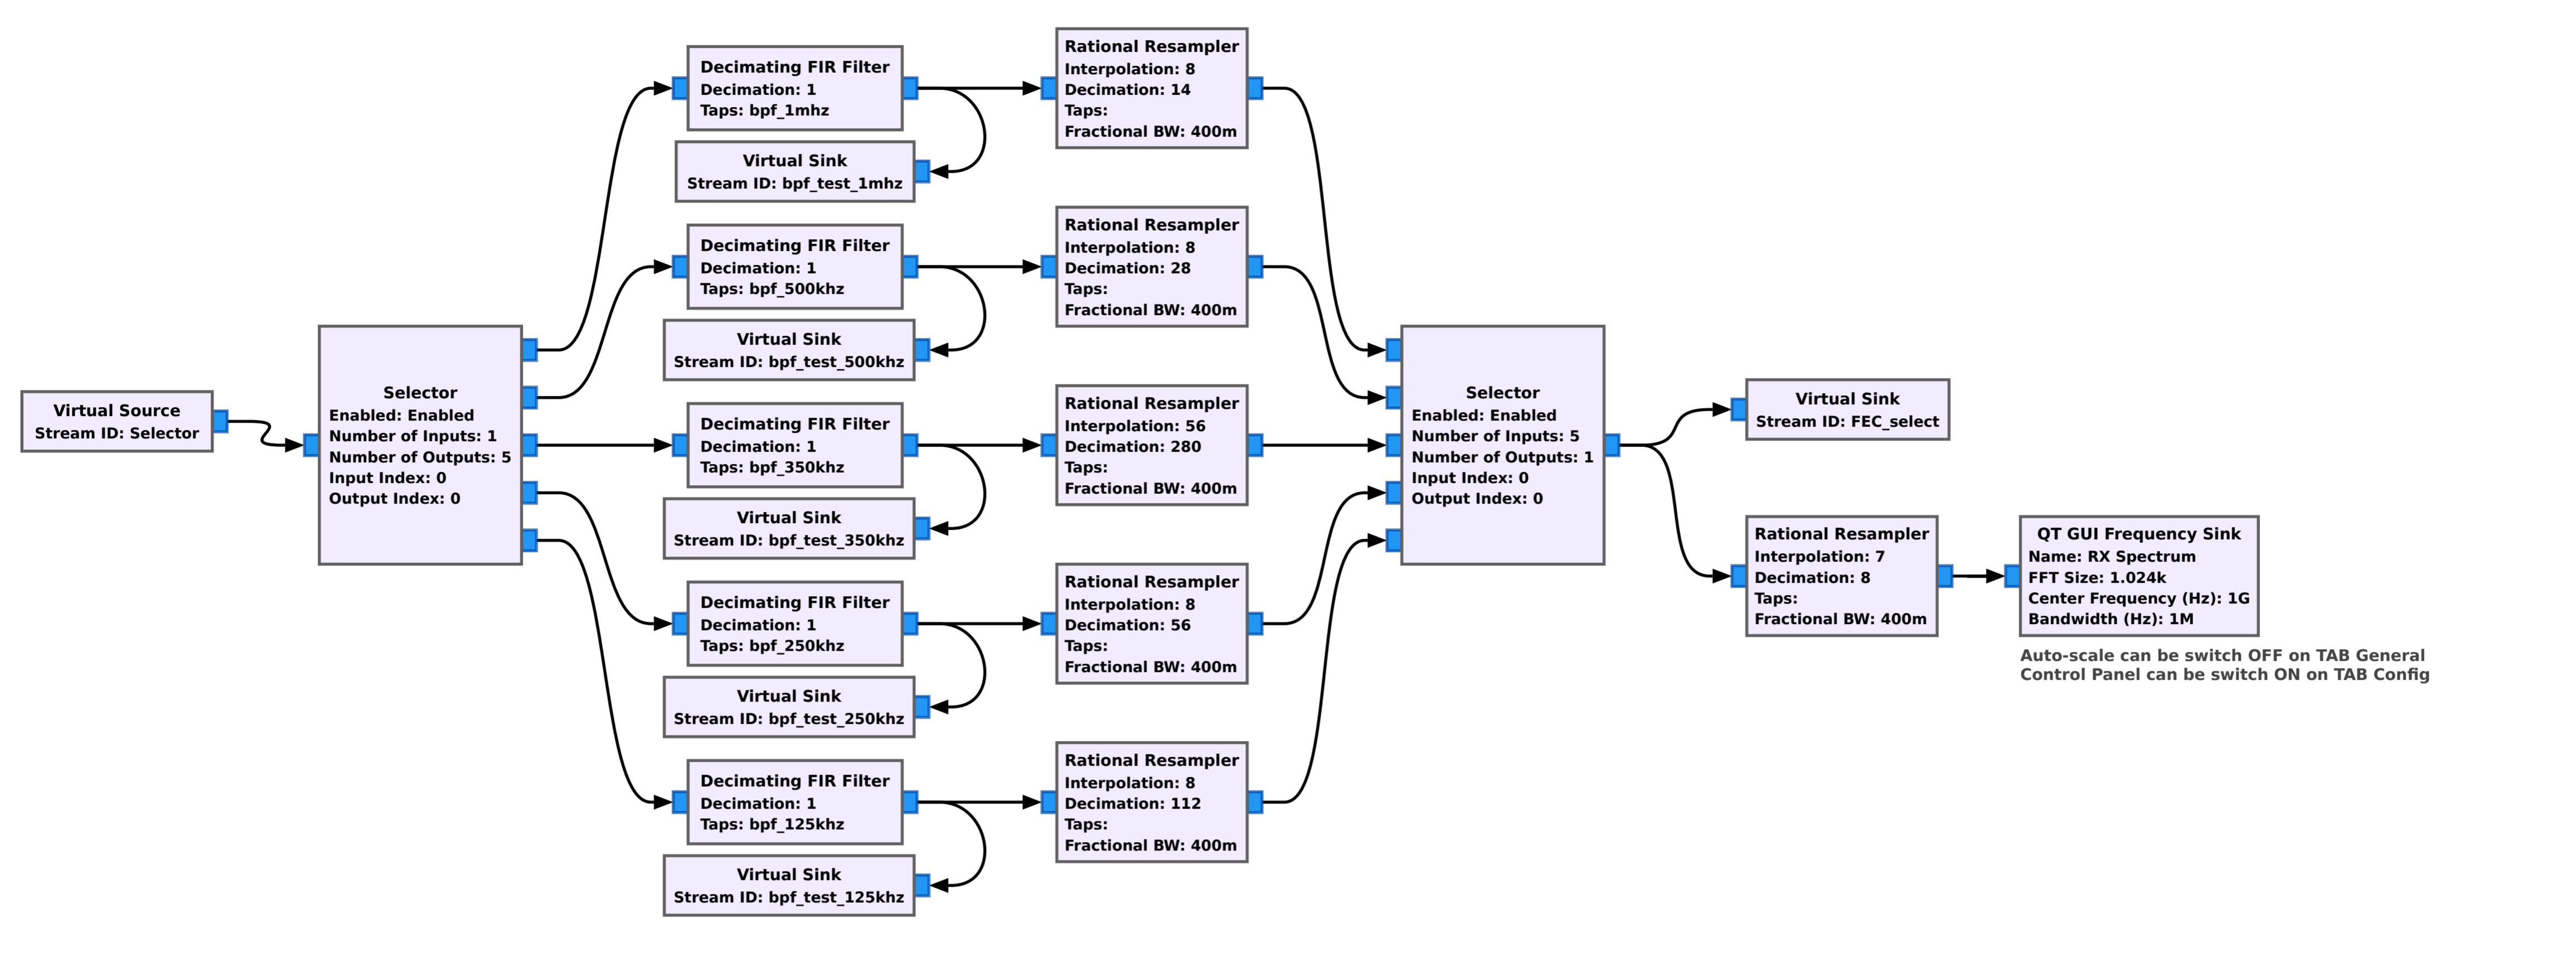 Virtual Source
Stream ID: Selector
Selector
Enabled: Enabled
Number of Inputs: 1
Number of Outputs: 5
Input Index: 0
Output Index: 0
Decimating FIR Filter
Decimation: 1
Taps: bpf_1mhz
Virtual Sink
Stream ID: bpf_test_1mhz
Rational Resampler
Interpolation: 8
Decimation: 14
Taps:
Fractional BW: 400m
Decimating FIR Filter
Decimation: 1
Taps: bpf_500khz
Virtual Sink
Stream ID: bpf_test_500khz
Rational Resampler
Interpolation: 8
Decimation: 28
Taps:
Fractional BW: 400m
Decimating FIR Filter
Decimation: 1
Taps: bpf_350khz
Virtual Sink
Stream ID: bpf_test_350khz
Rational Resampler
Interpolation: 56
Decimation: 280
Taps:
Fractional BW: 400m
Decimating FIR Filter
Decimation: 1
Taps: bpf_250khz
Virtual Sink
Stream ID: bpf_test_250khz
Rational Resampler
Interpolation: 8
Decimation: 56
Taps:
Fractional BW: 400m
Decimating FIR Filter
Decimation: 1
Taps: bpf_125khz
Virtual Sink
Stream ID: bpf_test_125khz
Rational Resampler
Interpolation: 8
Decimation: 112
Taps:
Fractional BW: 400m
Selector
Enabled: Enabled
Number of Inputs: 5
Number of Outputs: 1
Input Index: 0
Output Index: 0
Virtual Sink
Stream ID: FEC_select
Rational Resampler
Interpolation: 7
Decimation: 8
Taps:
Fractional BW: 400m
QT GUI Frequency Sink
Name: RX Spectrum
FFT Size: 1.024k
Center Frequency (Hz): 1G
Bandwidth (Hz): 1M
Auto-scale can be switch OFF on TAB General
Control Panel can be switch ON on TAB Config